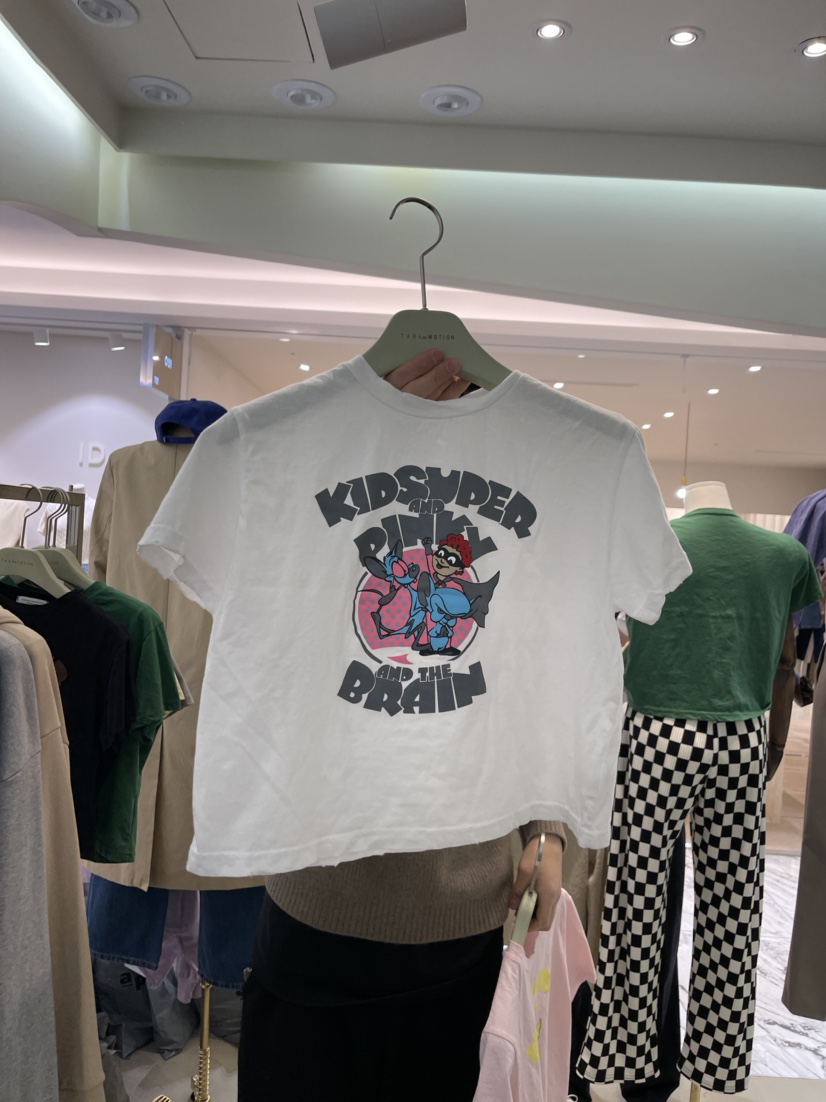 KIDSUPER
AND
PINKY
AND THE
BRAIN